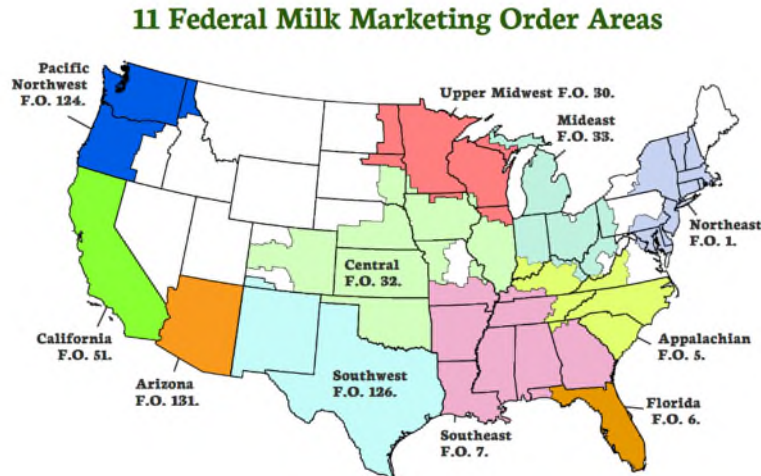 11 Federal Milk Marketing Order Areas
Pacific
Northwest
F.O. 124.
Upper Midwest F.O. 30.
Mideast
F.O. 33.
Northeast
F.O. 1.
Central
F.O. 32.
California
F.O. 51.
Arizona
F.O. 131.
Southwest
F.O. 126.
Appalachian
F.O. 5.
Florida
F.O. 6.
Southeast
F.O. 7.